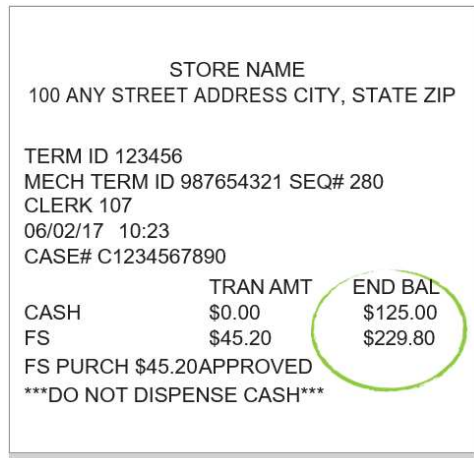 STORE NAME
100 ANY STREET ADDRESS CITY, STATE ZIP
TERM ID 123456
MECH TERM ID 987654321 SEQ# 280
CLERK 107
06/02/17 10:23
CASE# C1234567890
TRAN AMT END BAL
CASH $0.00 $125.00
FS $45.20 $229.80
FS PURCH $45.20APPROVED
***DO NOT DISPENSE CASH***